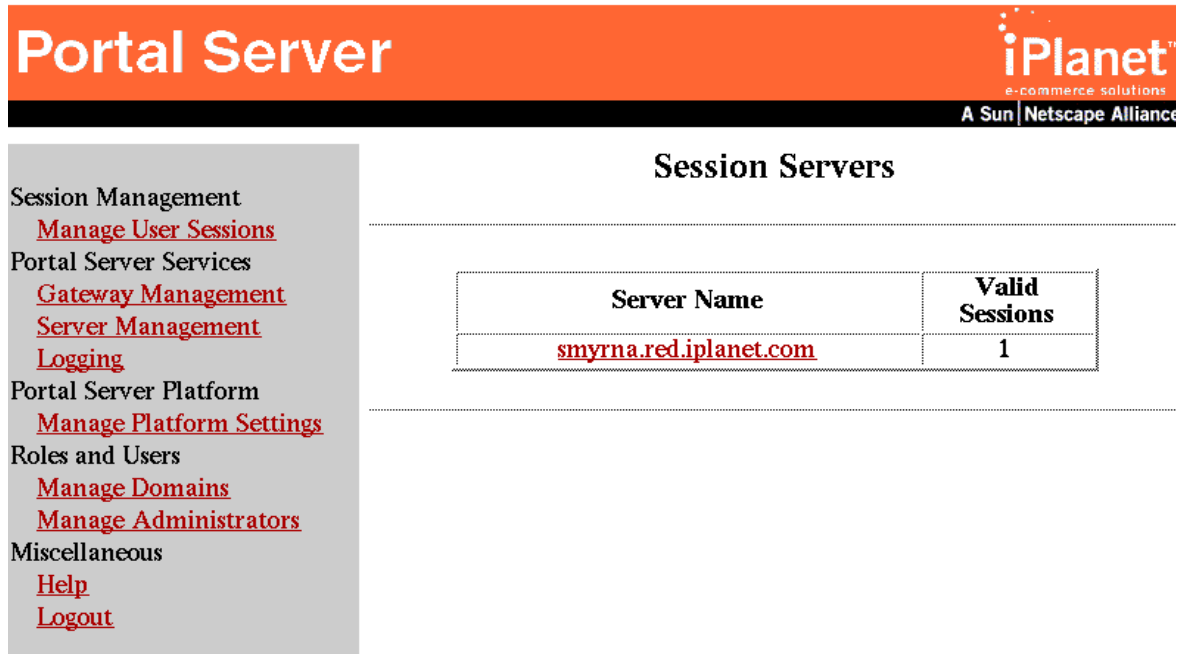 Portal Server
iPlanet™
e-commerce solutions
A Sun | Netscape Alliance
Session Management
Manage User Sessions
Portal Server Services
Gateway Management
Server Management
Logging
Portal Server Platform
Manage Platform Settings
Roles and Users
Manage Domains
Manage Administrators
Miscellaneous
Help
Logout
Session Servers
Server Name
Valid
Sessions
smyrna.red.iplanet.com
1